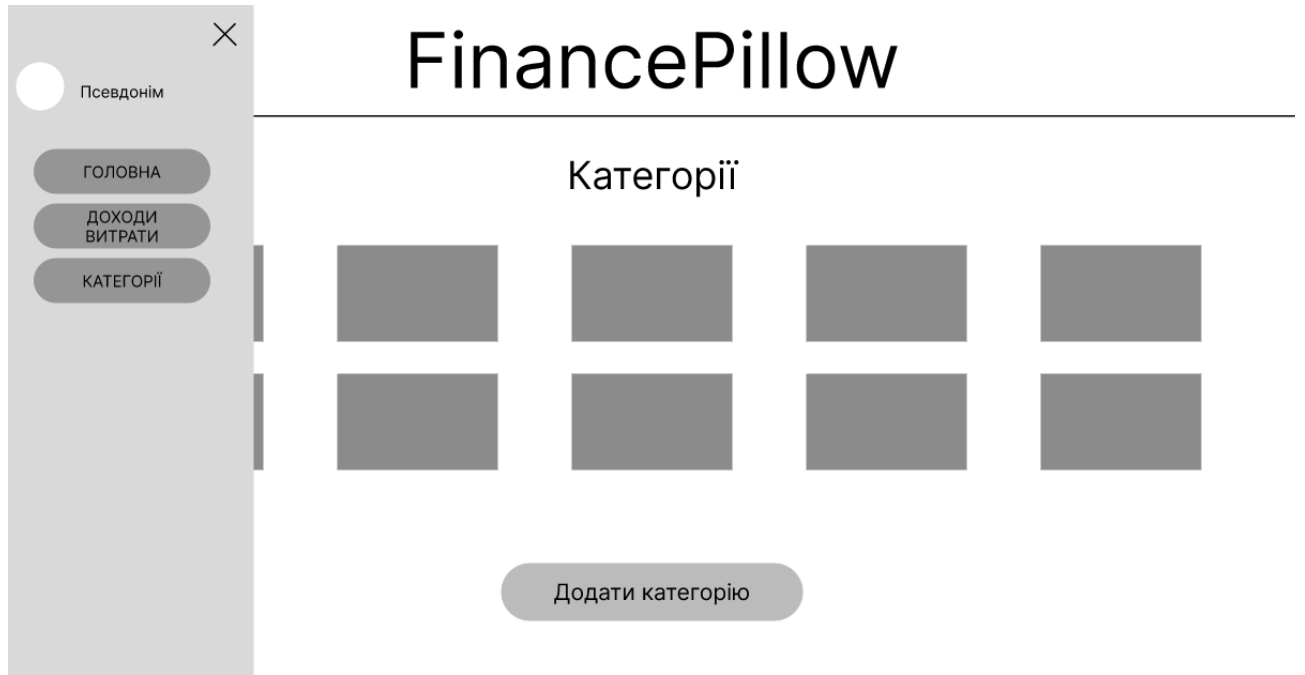 FinancePillow
Псевдонім
ГОЛОВНА
ДОХОДИ
ВИТРАТИ
КАТЕГОРІЇ
Категорії
Додати категорію